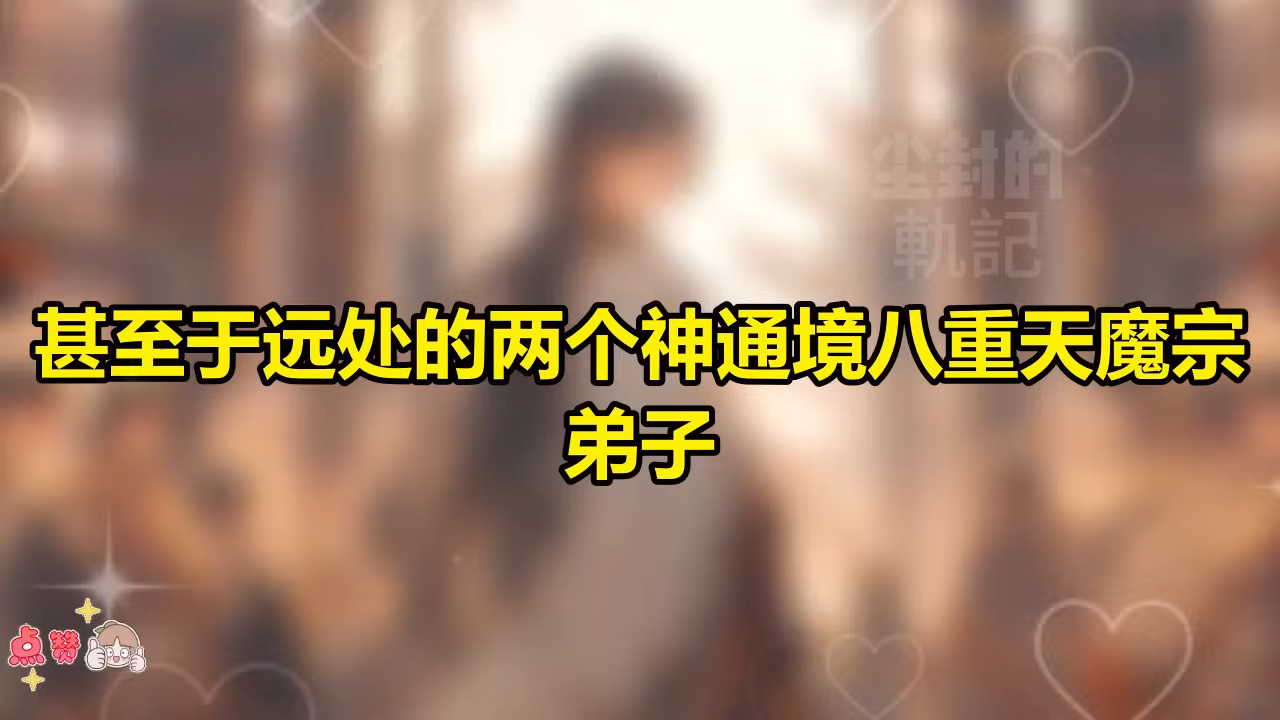 尘封的
軌記
甚至于远处的两个神通境八重天魔宗
弟子
点赞